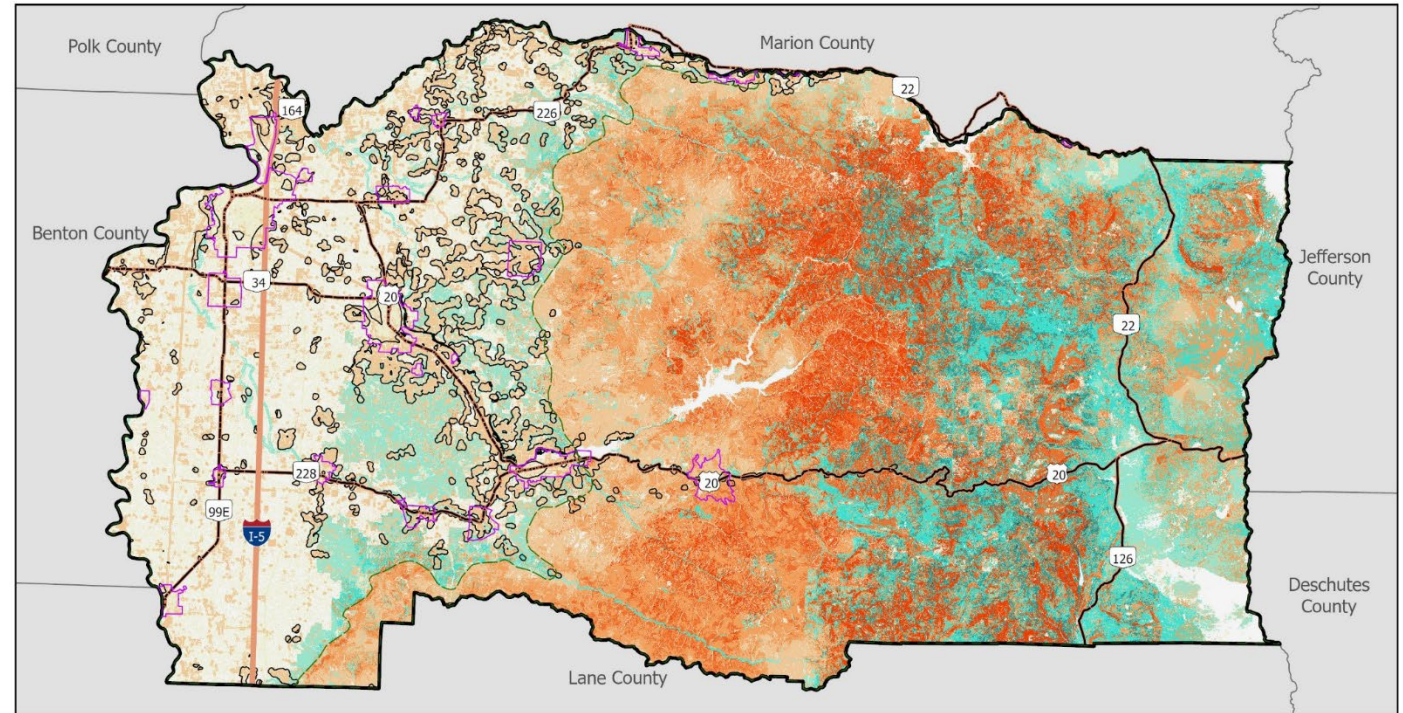 Polk County
Marion County
22
164
226
Benton County
Jefferson
County
34
20
22
228
20
20
99E
I-5
126
Deschutes
County
Lane County